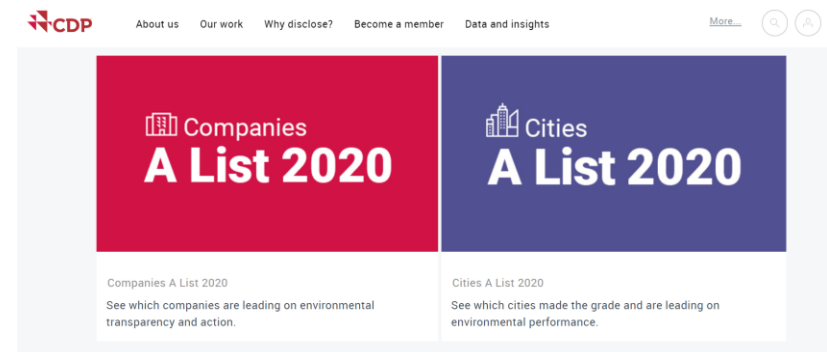 CDP
About us Our work Why disclose? Become a member Data and insights More...
Companies
A List 2020
Cities
A List 2020
Companies A List 2020
See which companies are leading on environmental
transparency and action.
Cities A List 2020
See which cities made the grade and are leading on
environmental performance.